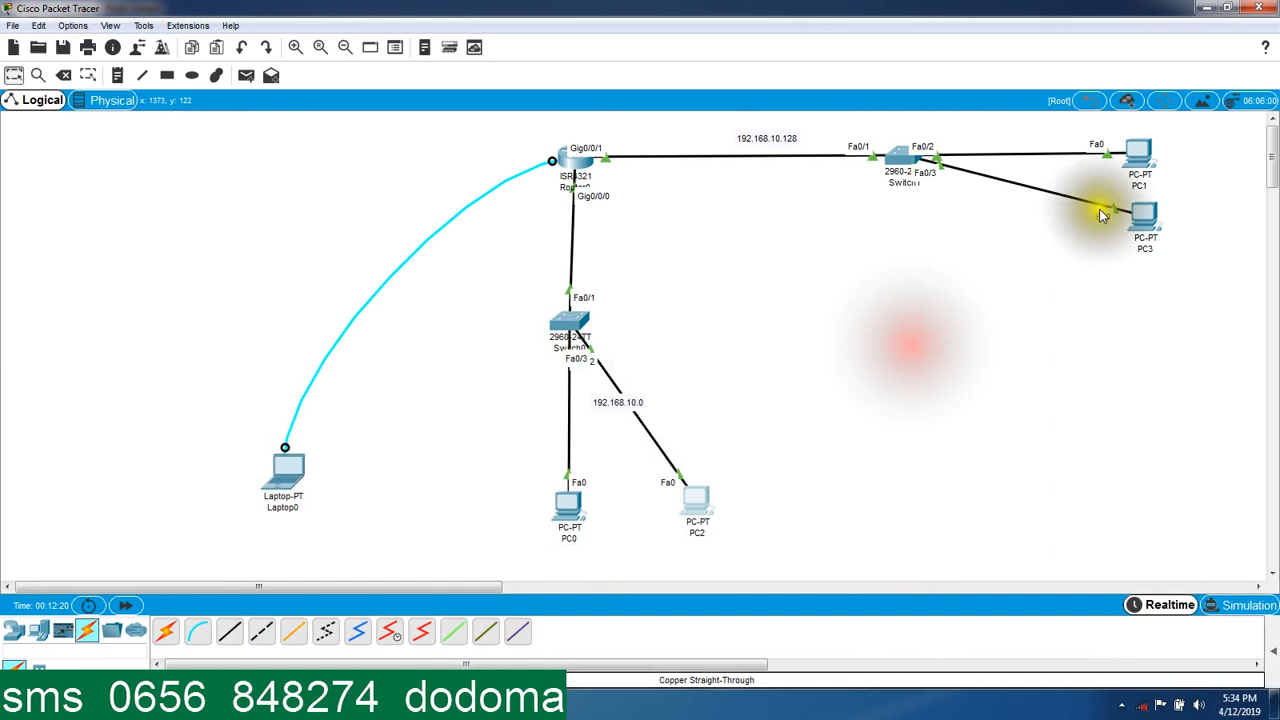 Cisco Packet Tracer
File Edit Options View Tools Extensions Help
?
Logical Physical x: 1373, y: 122 [Root] 06:06:00
192.168.10.128
Gig0/0/1 Fa0/1 Fa0/2 Fa0
Fa0/3
PC-PT
PC1
Gig0/0/0
PC-PT
PC3
Fa0/1
Fa0/3 2
192.168.10.0
Fa0 Fa0
Laptop-PT
Laptop0
PC-PT
PC0
PC-PT
PC2
Time: 00:12:20 Realtime Simulation
Copper Straight-Through
sms 0656 848274 dodoma
5:34 PM
4/12/2019